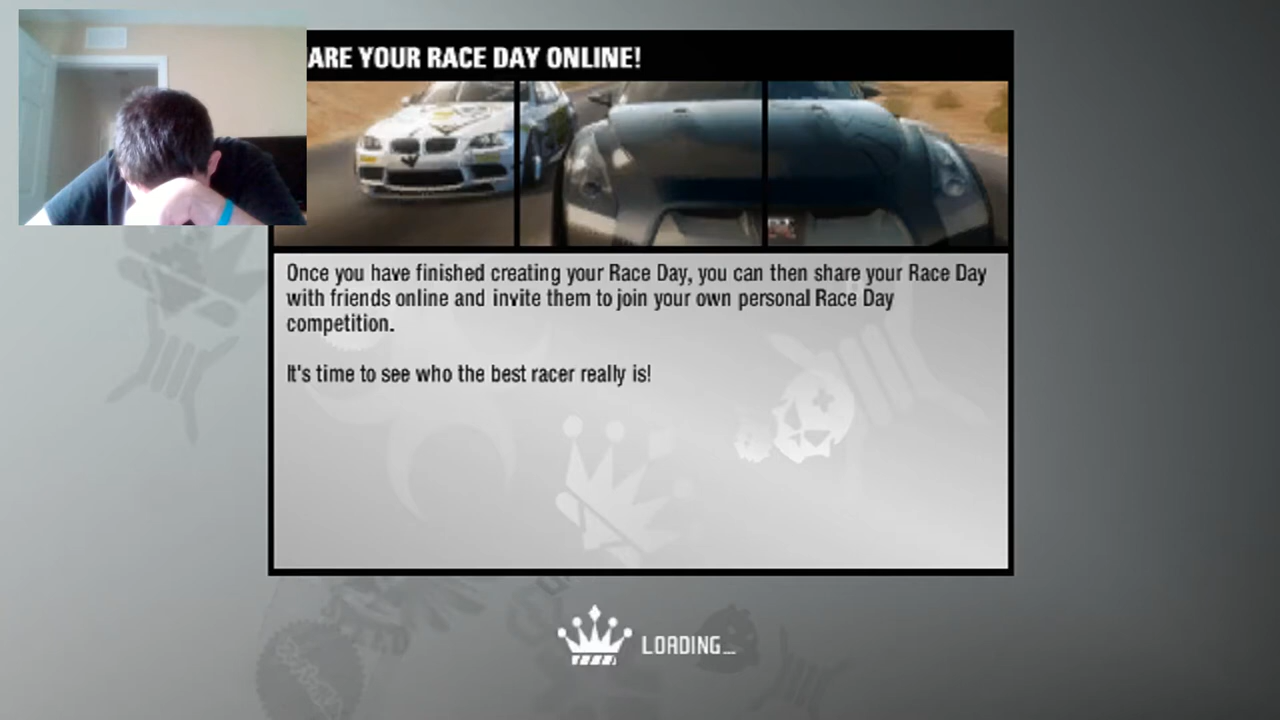 ARE YOUR RACE DAY ONLINE!
Once you have finished creating your Race Day, you can then share your Race Day
with friends online and invite them to join your own personal Race Day
competition.
It's time to see who the best racer really is!
LOADING...